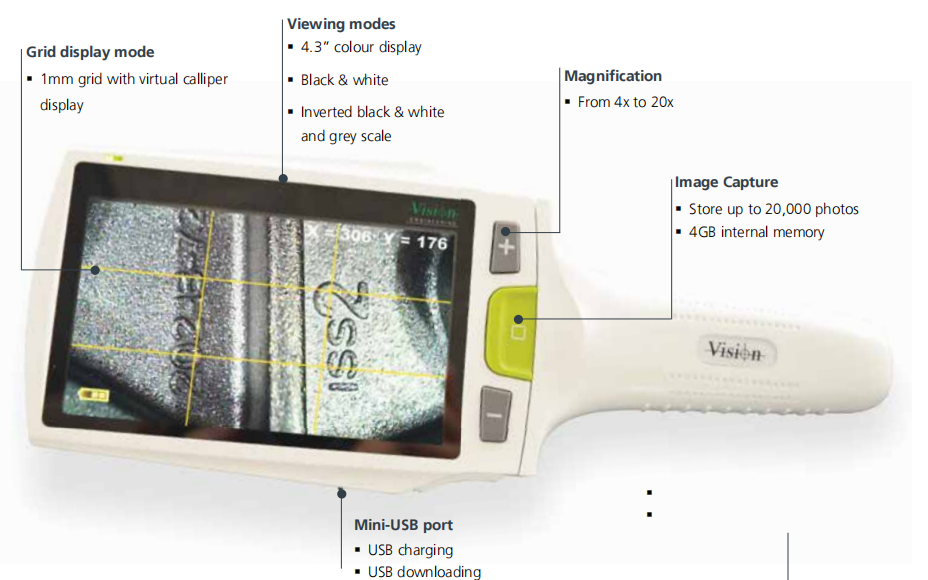 Viewing modes
▪ 4.3” colour display
▪ Black & white
▪ Inverted black & white
and grey scale
Grid display mode
▪ 1mm grid with virtual calliper
display
Magnification
▪ From 4x to 20x
Image Capture
▪ Store up to 20,000 photos
▪ 4GB internal memory
Vision
ENGINEERING
X = 306 Y = 176
+
−
Vision
Mini-USB port
▪ USB charging
▪ USB downloading